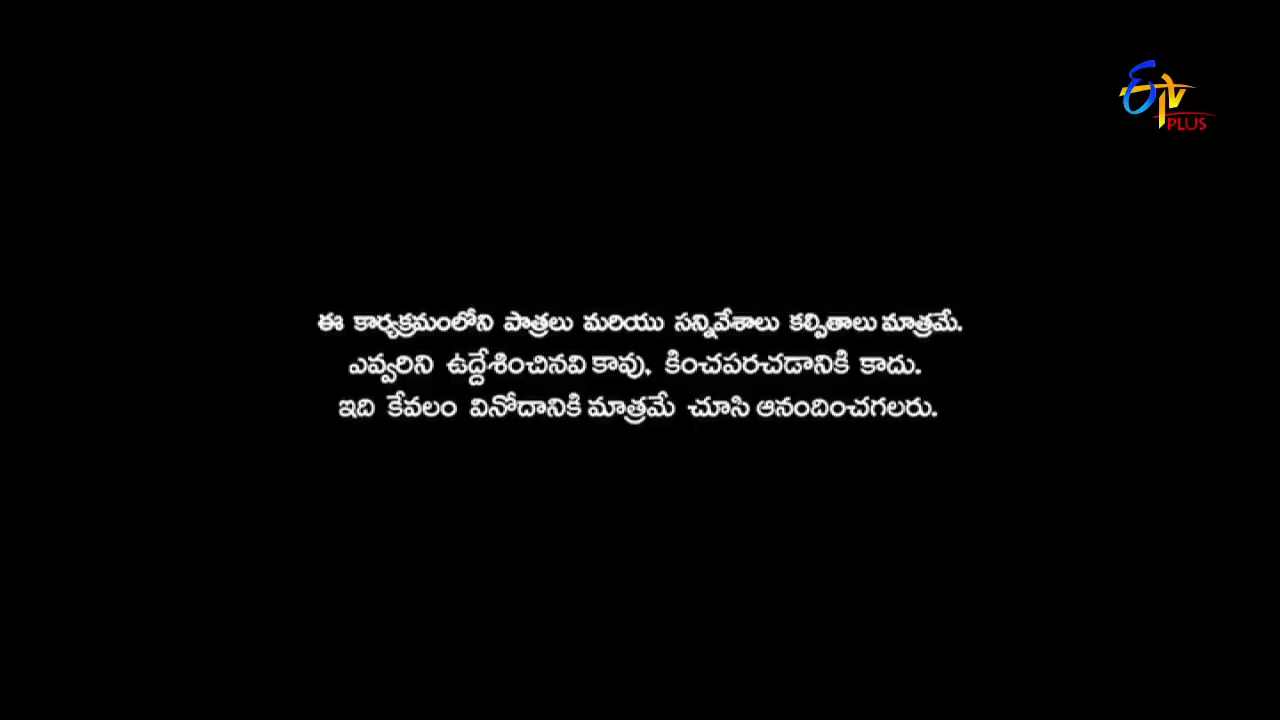 ETV
PLUS
ఈ కార్యక్రమంలోని పాత్రలు మరియు సన్నివేశాలు కల్పితాలు మాత్రమే.
ఎవ్వరిని ఉద్దేశించినవి కావు, కించపరచడానికి కాదు.
ఇది కేవలం వినోదానికి మాత్రమే చూసి ఆనందించగలరు.